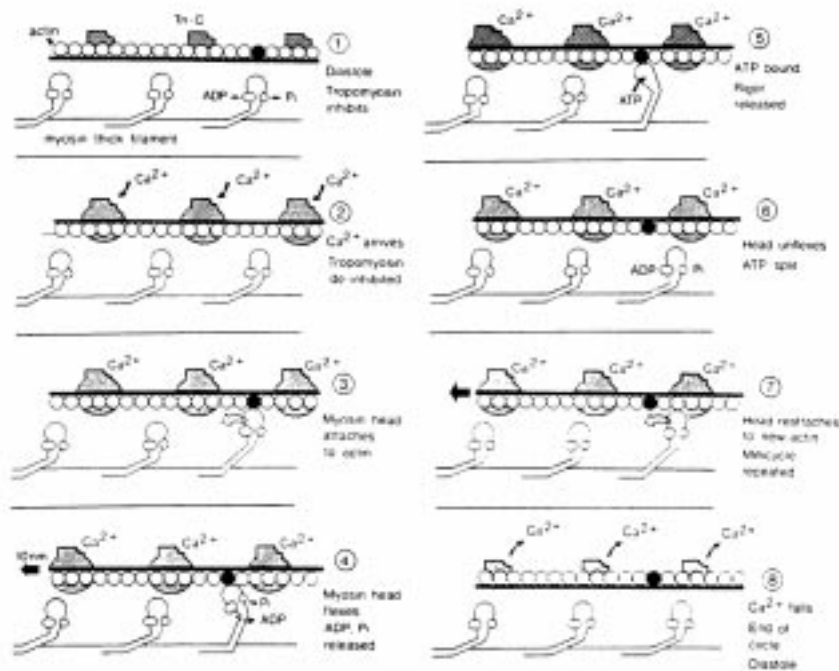 Tn-C
actin
①
Diastole
Tropomyosin
inhibits
ADP
Pi
myosin thick filament
Ca2+
Ca2+
Ca2+
②
Ca2+ arrives
Tropomyosin
de-inhibited
Ca2+
Ca2+
Ca2+
③
Myosin head
attaches
to actin
10nm
Ca2+
Ca2+
Ca2+
④
Myosin head
flexes
ADP, Pi
released
Pi
ADP
Ca2+
Ca2+
Ca2+
⑤
ATP bound
Rigor
released
ATP
Ca2+
Ca2+
Ca2+
⑥
Head unflexes
ATP splits
ADP
Pi
Ca2+
Ca2+
Ca2+
⑦
Head reattaches
to new actin
Minicycle
repeated
Ca2+
Ca2+
Ca2+
⑧
Ca2+ falls
End of
circle
Diastole